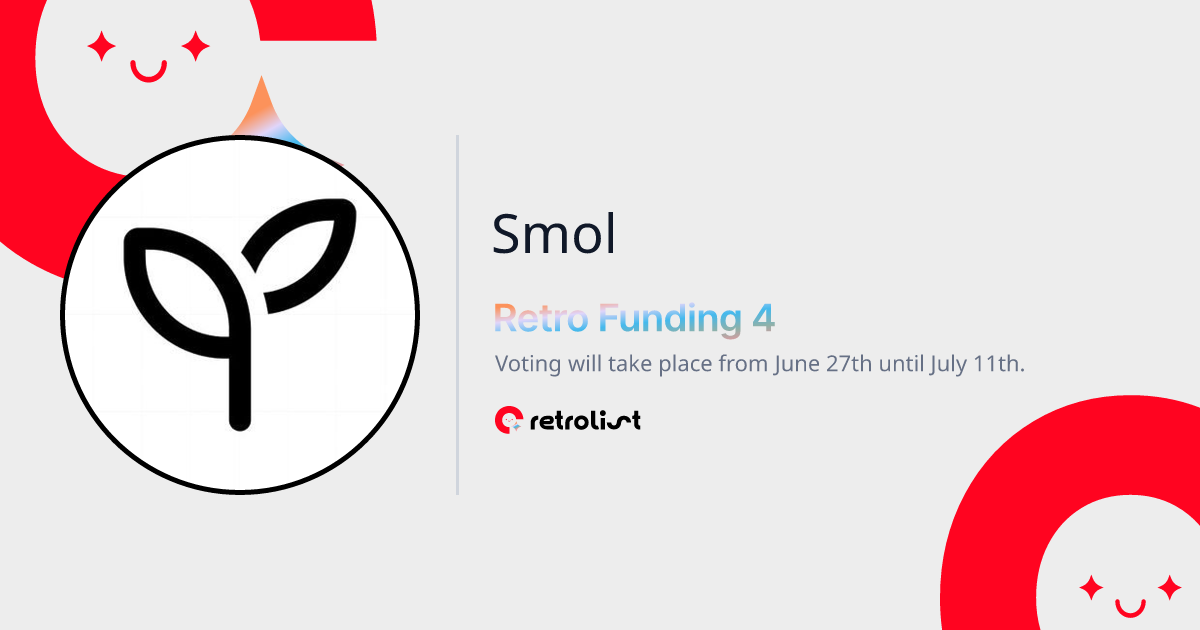 Smol
Retro Funding 4
Voting will take place from June 27th until July 11th.
retrolist